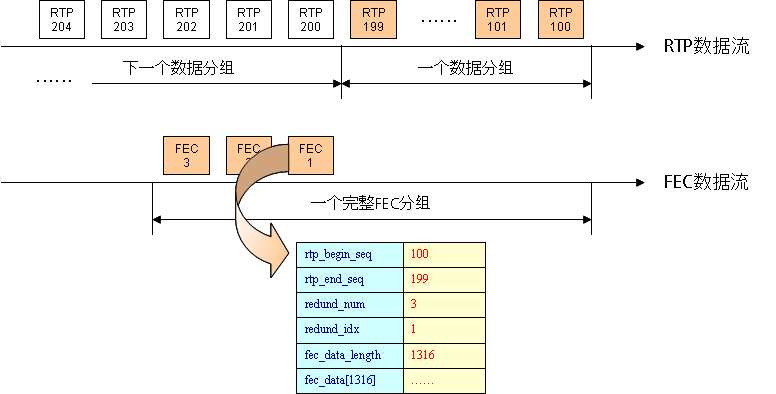 RTP 204 RTP 203 RTP 202 RTP 201 RTP 200 RTP 199 …… RTP 101 RTP 100
RTP数据流
下一个数据分组 一个数据分组
……
FEC 3 FEC FEC 1
FEC数据流
一个完整FEC分组
rtp_begin_seq 100
rtp_end_seq 199
redund_num 3
redund_idx 1
fec_data_length 1316
fec_data[1316] ……